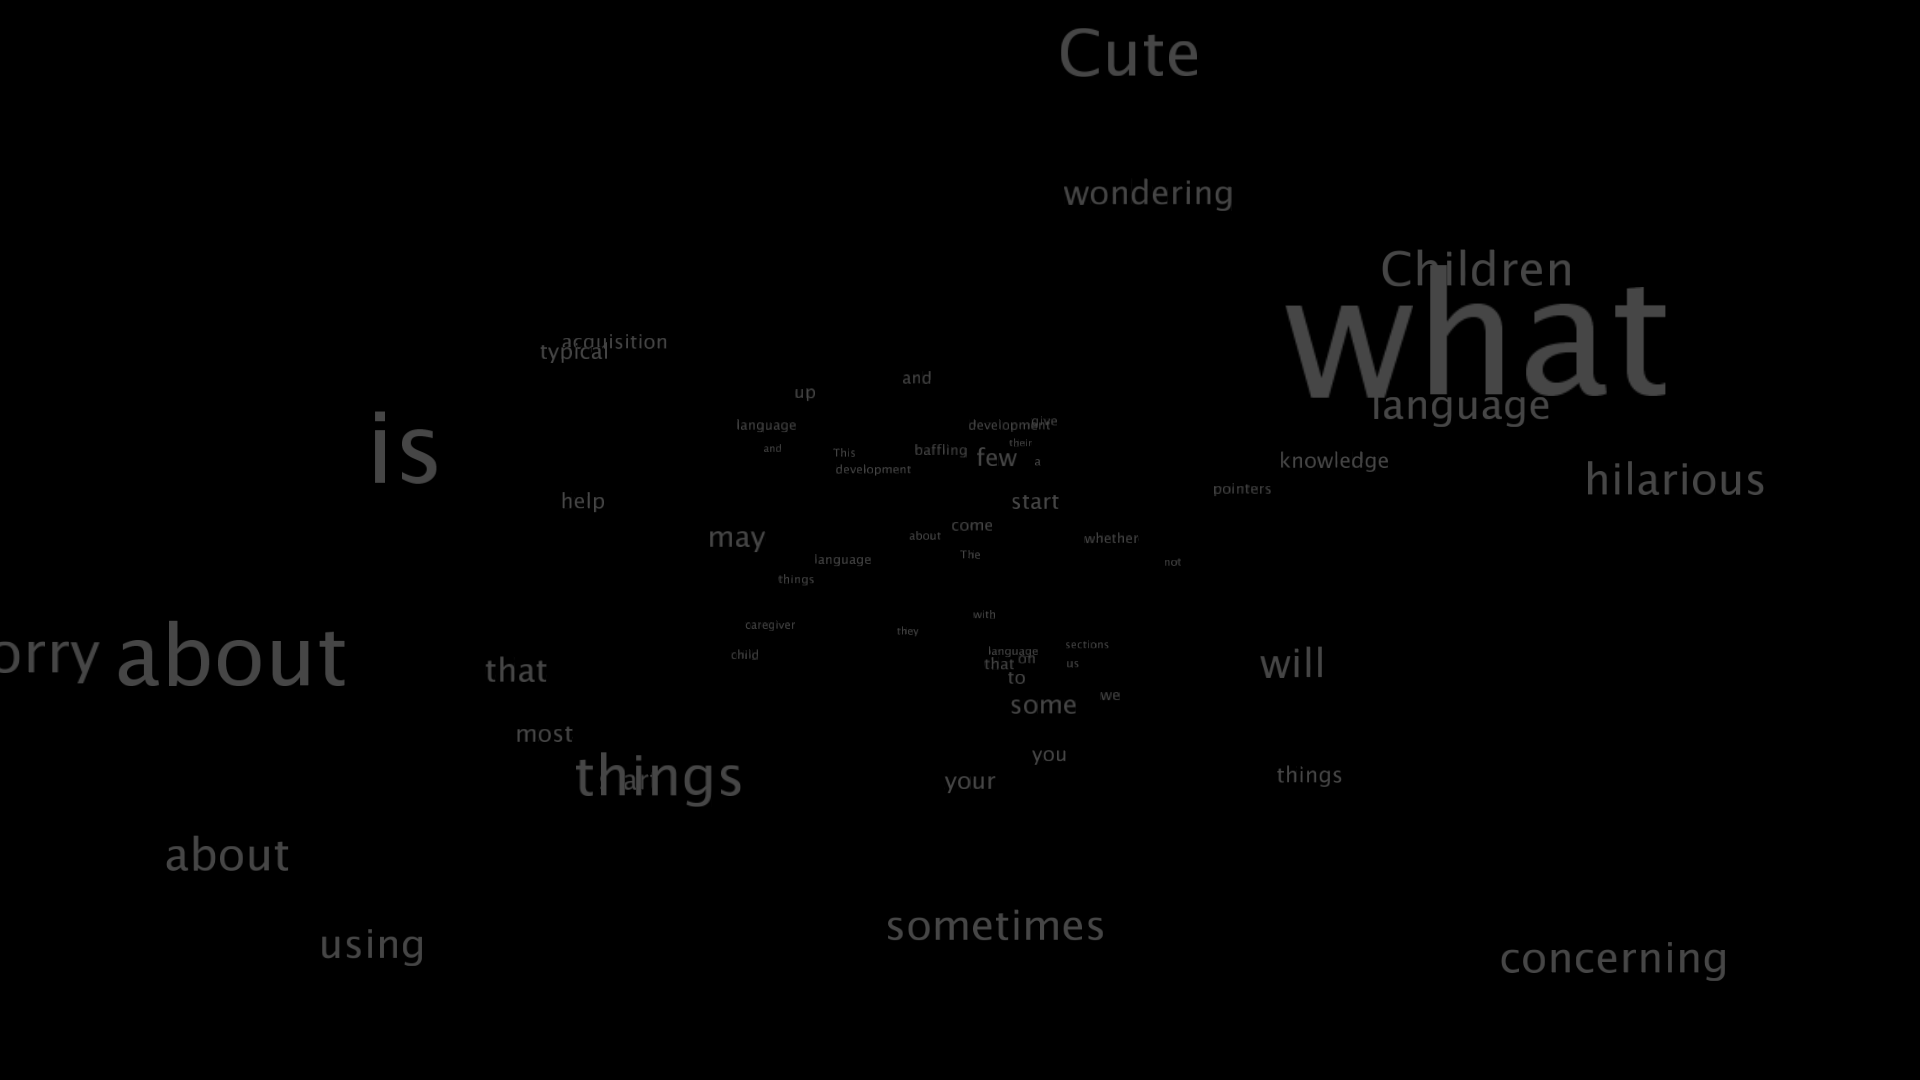 Cute
wondering
Children
what
acquisition
typical
and
up
language
is
give
language
development
their
and
This
baffling
few
a
knowledge
development
hilarious
pointers
help
start
come
may
about
whether
The
language
not
things
with
caregiver
they
sections
language
child
on
orry
about
that
that
us
will
to
we
some
most
you
things
things
your
about
sometimes
using
concerning